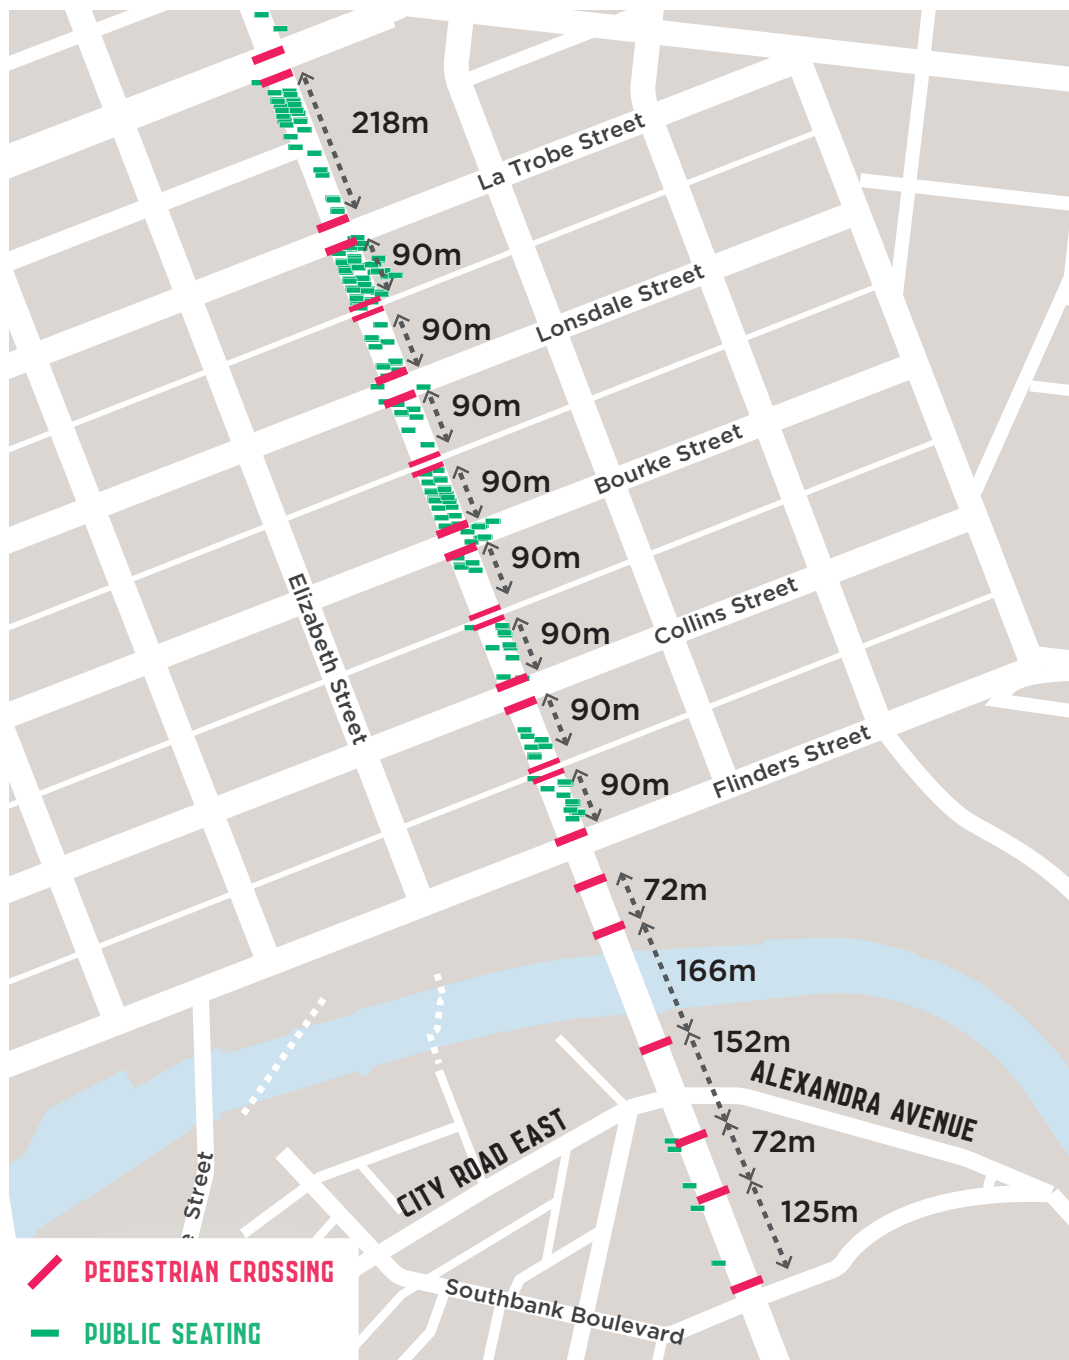 218m
La Trobe Street
90m
Lonsdale Street
90m
90m
Bourke Street
90m
90m
Collins Street
90m
Elizabeth Street
90m
Flinders Street
90m
72m
166m
152m
ALEXANDRA AVENUE
CITY ROAD EAST
72m
Street
125m
PEDESTRIAN CROSSING
Southbank Boulevard
PUBLIC SEATING